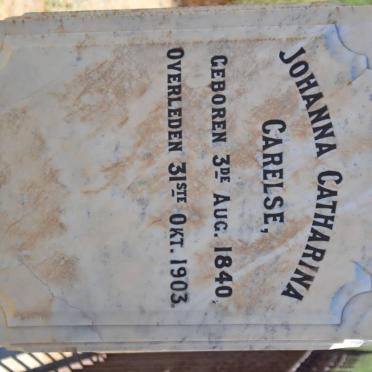 JOHANNA CATHARINA
CARELSE,
GEBOREN 3DE AUG. 1840.
OVERLEDEN 31STE OKT. 1903.